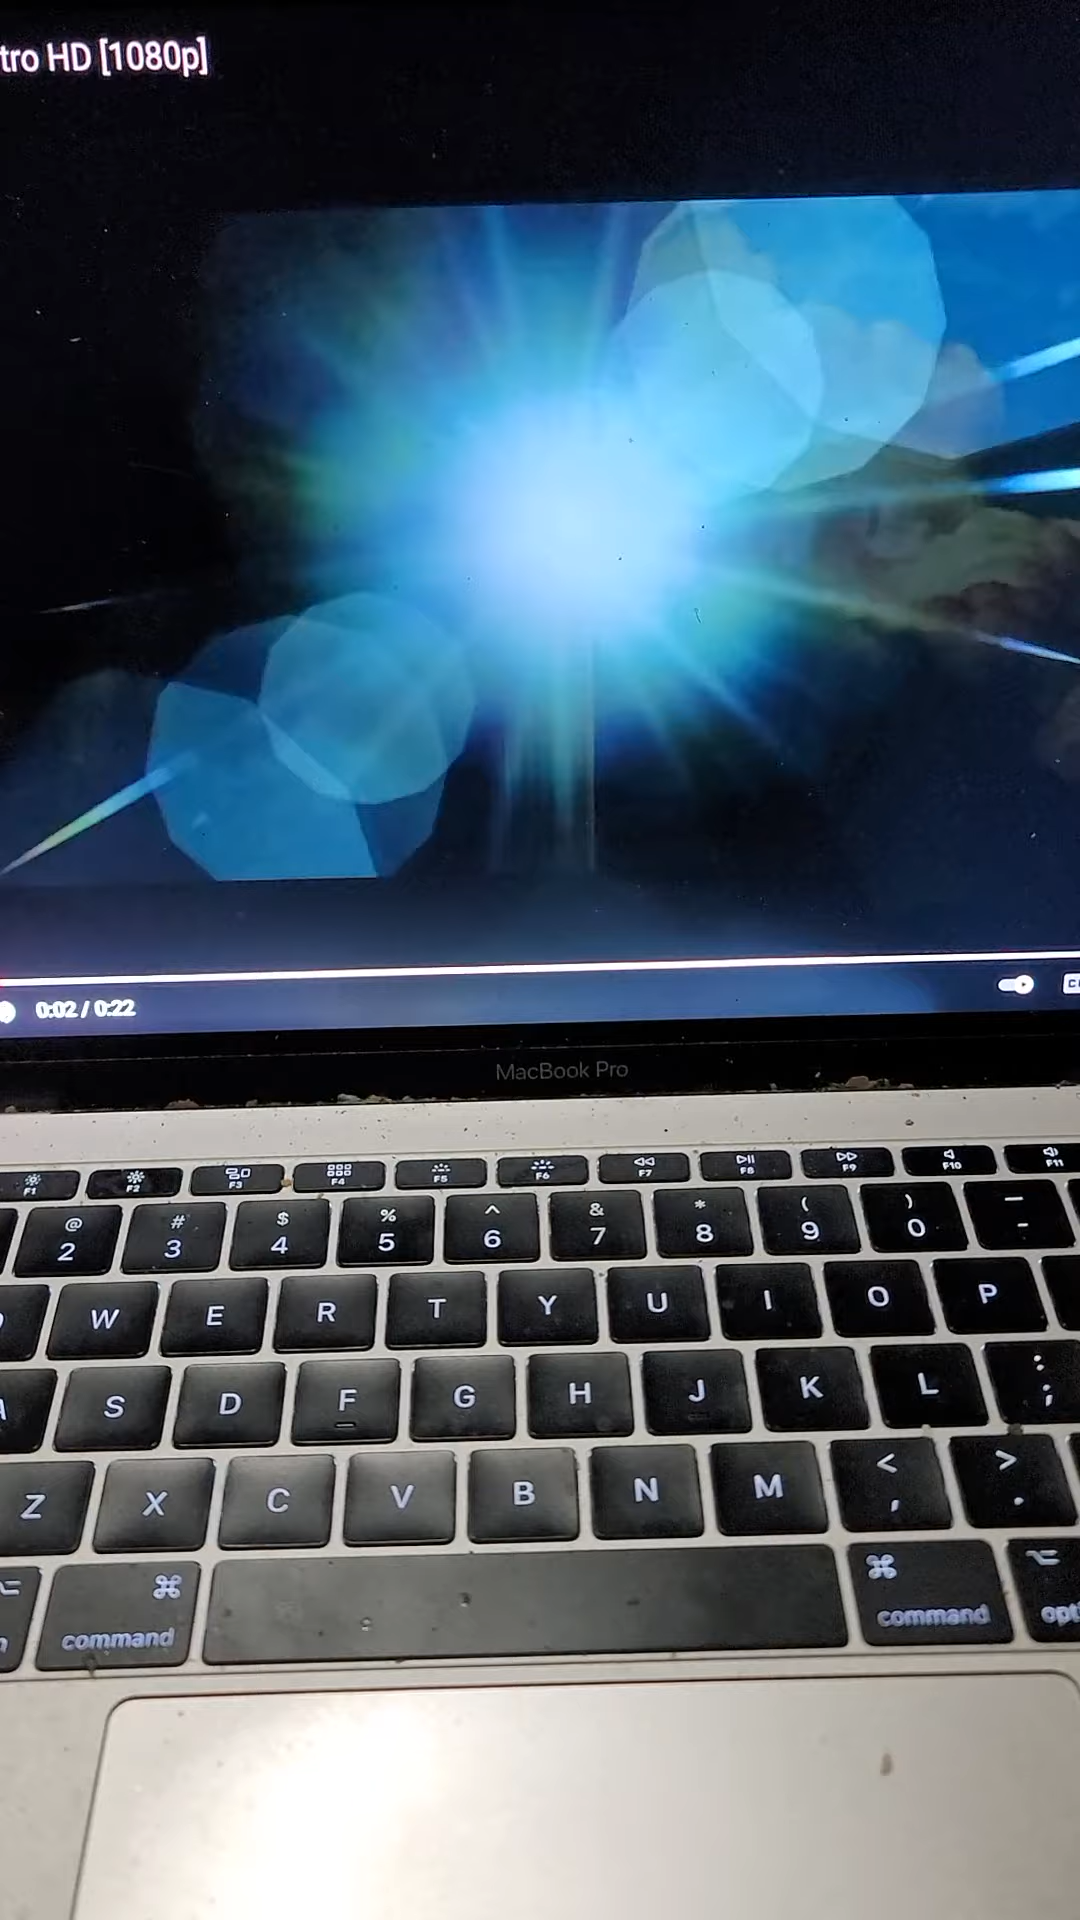 tro HD [1080p]
0:02 / 0:22
MacBook Pro
F1 F2 F3 F4 F5 F6 F7 F8 F9 F10 F11
@ # $ % ^ & * ( ) — 
2 3 4 5 6 7 8 9 0 -
W E R T Y U I O P
S D F G H J K L : ;
Z X C V B N M < , > .
⌘ ⌘ ⌥
command command opti